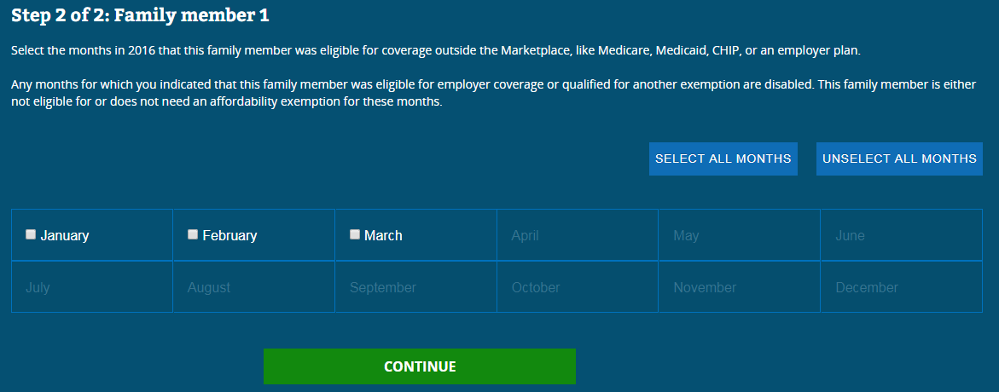 Step 2 of 2: Family member 1
Select the months in 2016 that this family member was eligible for coverage outside the Marketplace, like Medicare, Medicaid, CHIP, or an employer plan.
Any months for which you indicated that this family member was eligible for employer coverage or qualified for another exemption are disabled. This family member is either
not eligible for or does not need an affordability exemption for these months.
SELECT ALL MONTHS UNSELECT ALL MONTHS
January February March April May June
July August September October November December
CONTINUE